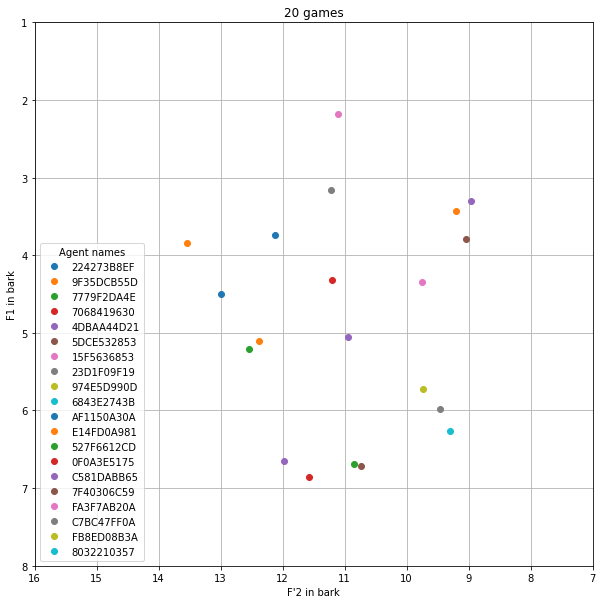 20 games
1
2
3
4
5
6
7
8
F1 in bark
Agent names
224273B8EF
9F35DCB55D
7779F2DA4E
7068419630
4DBAA44D21
5DCE532853
15F5636853
23D1F09F19
974E5D990D
6843E2743B
AF1150A30A
E14FD0A981
527F6612CD
0F0A3E5175
C581DABB65
7F40306C59
FA3F7AB20A
C7BC47FF0A
FB8ED08B3A
8032210357
16 15 14 13 12 11 10 9 8 7
F'2 in bark